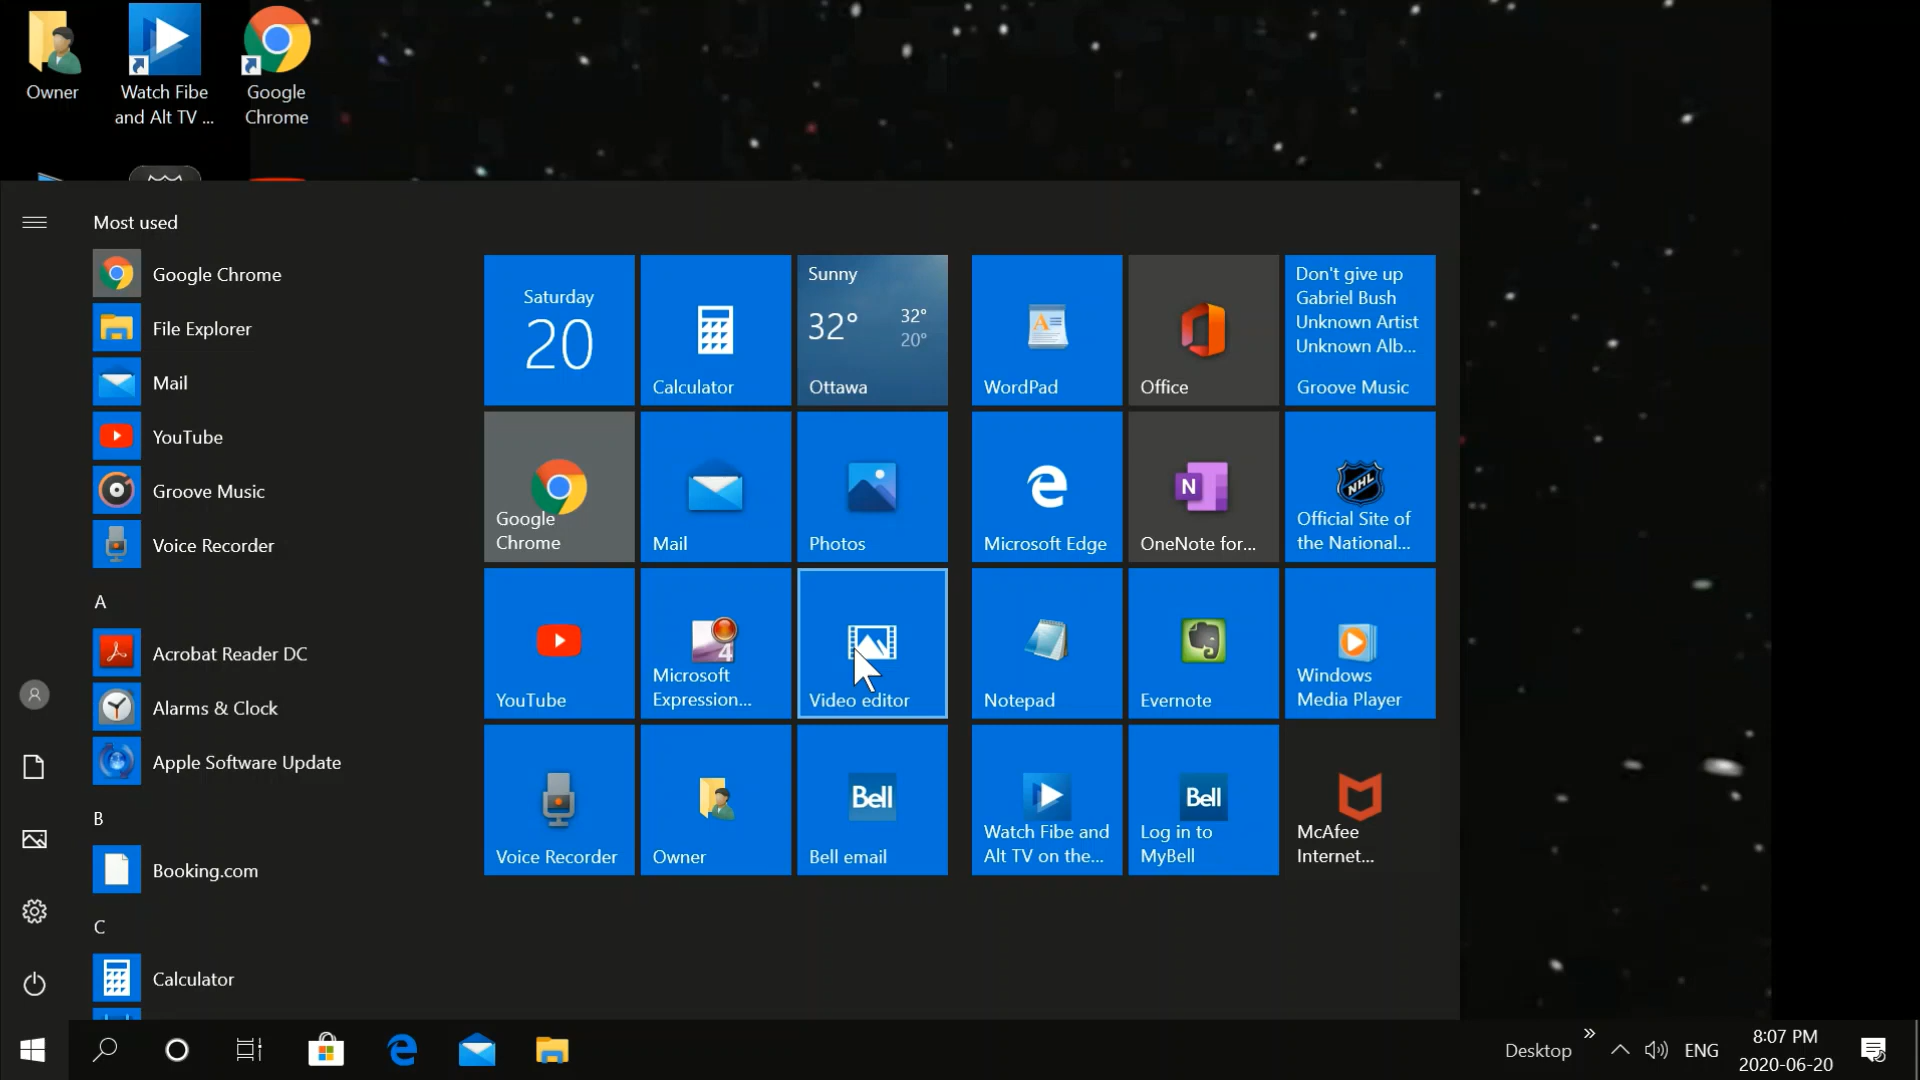 Owner
Watch Fibe
and Alt TV ...
Google
Chrome
Most used
Google Chrome
File Explorer
Mail
YouTube
Groove Music
Voice Recorder
A
Acrobat Reader DC
Alarms & Clock
Apple Software Update
B
Booking.com
C
Calculator
Saturday
20
Calculator
Sunny
32°
32°
20°
Ottawa
Google
Chrome
Mail
Photos
YouTube
4
Microsoft
Expression...
Video editor
Voice Recorder
Owner
Bell
Bell email
A
WordPad
Office
Don't give up
Gabriel Bush
Unknown Artist
Unknown Alb...
Groove Music
Microsoft Edge
N
OneNote for...
NHL
Official Site of
the National...
Notepad
Evernote
Windows
Media Player
Watch Fibe and
Alt TV on the...
Bell
Log in to
MyBell
McAfee
Internet...
Desktop
ENG
8:07 PM
2020-06-20